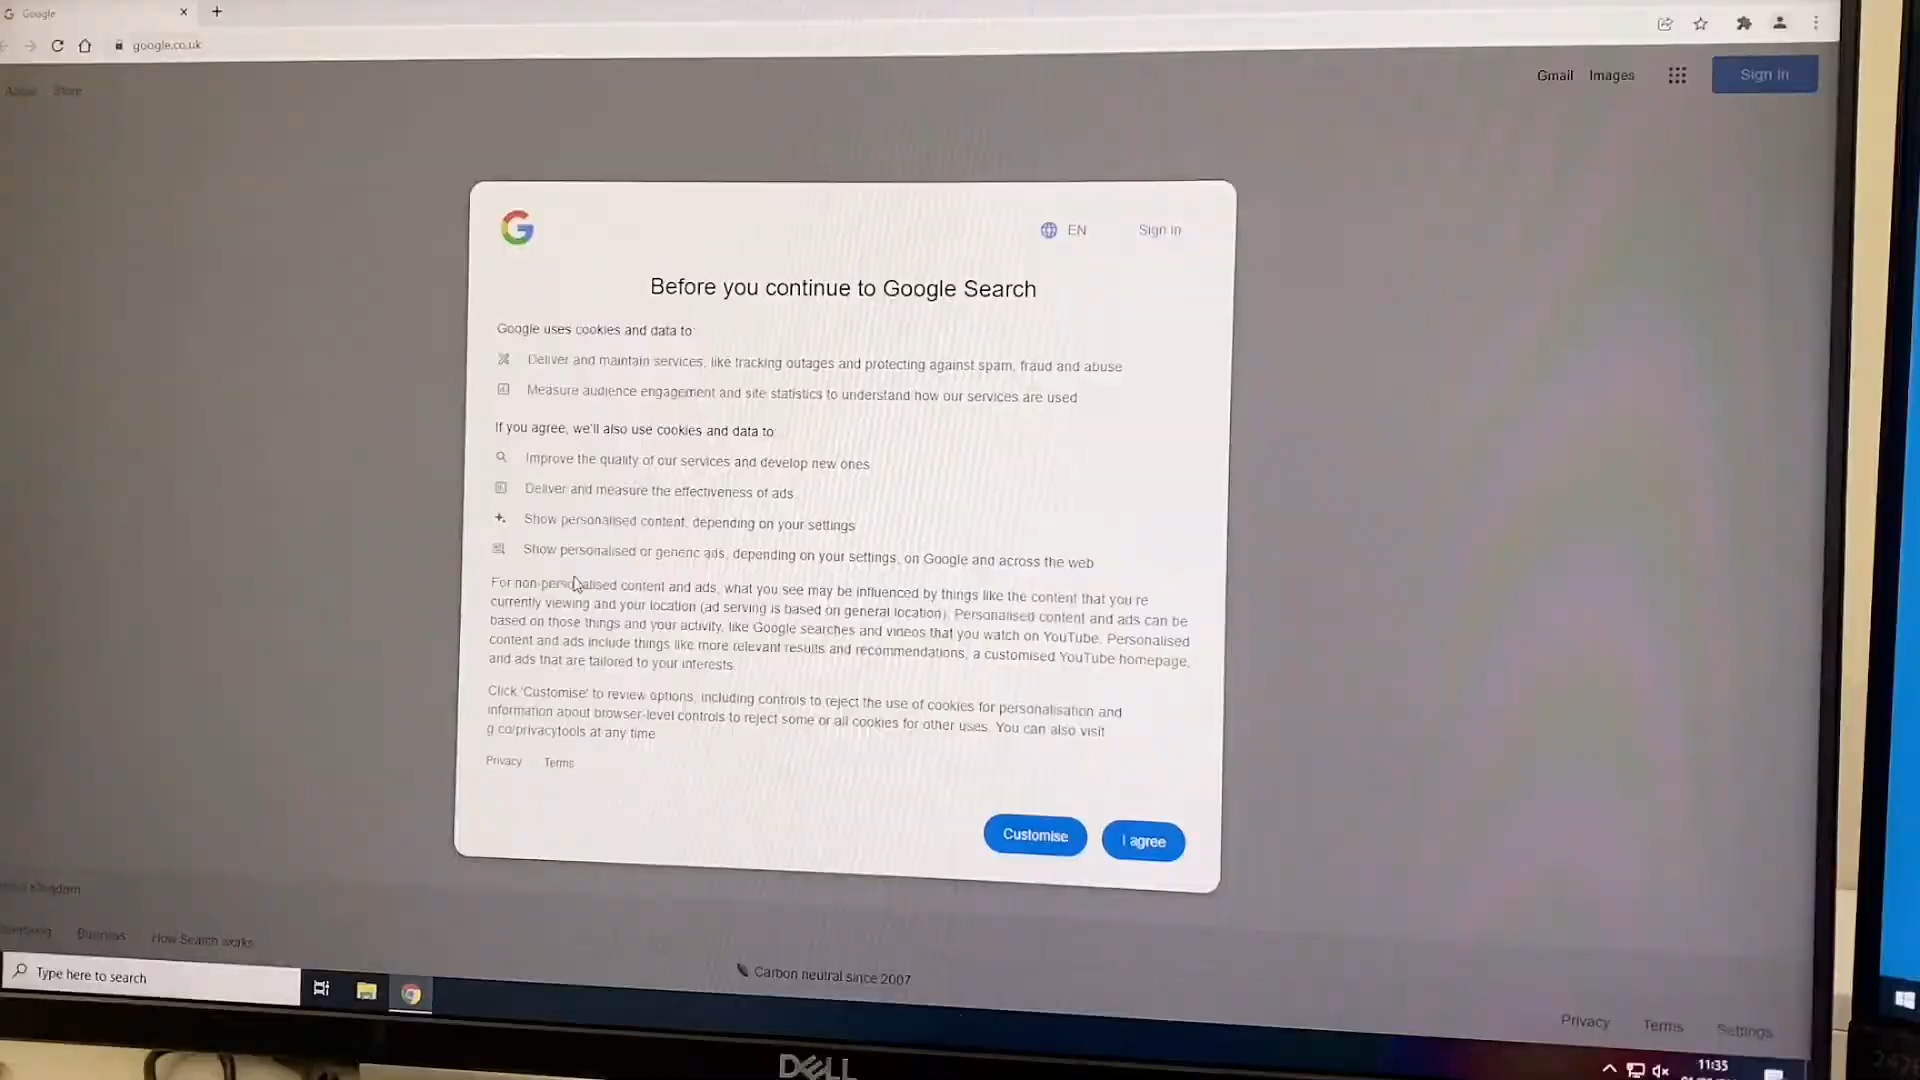 Google
google.co.uk
About Store
Gmail Images
Sign in
EN
Sign in
Before you continue to Google Search
Google uses cookies and data to:
Deliver and maintain services, like tracking outages and protecting against spam, fraud and abuse
Measure audience engagement and site statistics to understand how our services are used
If you agree, we'll also use cookies and data to:
Improve the quality of our services and develop new ones
Deliver and measure the effectiveness of ads
Show personalised content, depending on your settings
Show personalised or generic ads, depending on your settings, on Google and across the web
For non-personalised content and ads, what you see may be influenced by things like the content that you're
currently viewing and your location (ad serving is based on general location). Personalised content and ads can be
based on those things and your activity, like Google searches and videos that you watch on YouTube. Personalised
content and ads include things like more relevant results and recommendations, a customised YouTube homepage,
and ads that are tailored to your interests.
Click 'Customise' to review options, including controls to reject the use of cookies for personalisation and
information about browser-level controls to reject some or all cookies for other uses. You can also visit
g.co/privacytools at any time
Privacy Terms
Customise
I agree
Kingdom
Business How Search works
Carbon neutral since 2007
Privacy Terms Settings
Type here to search
11:35
DELL